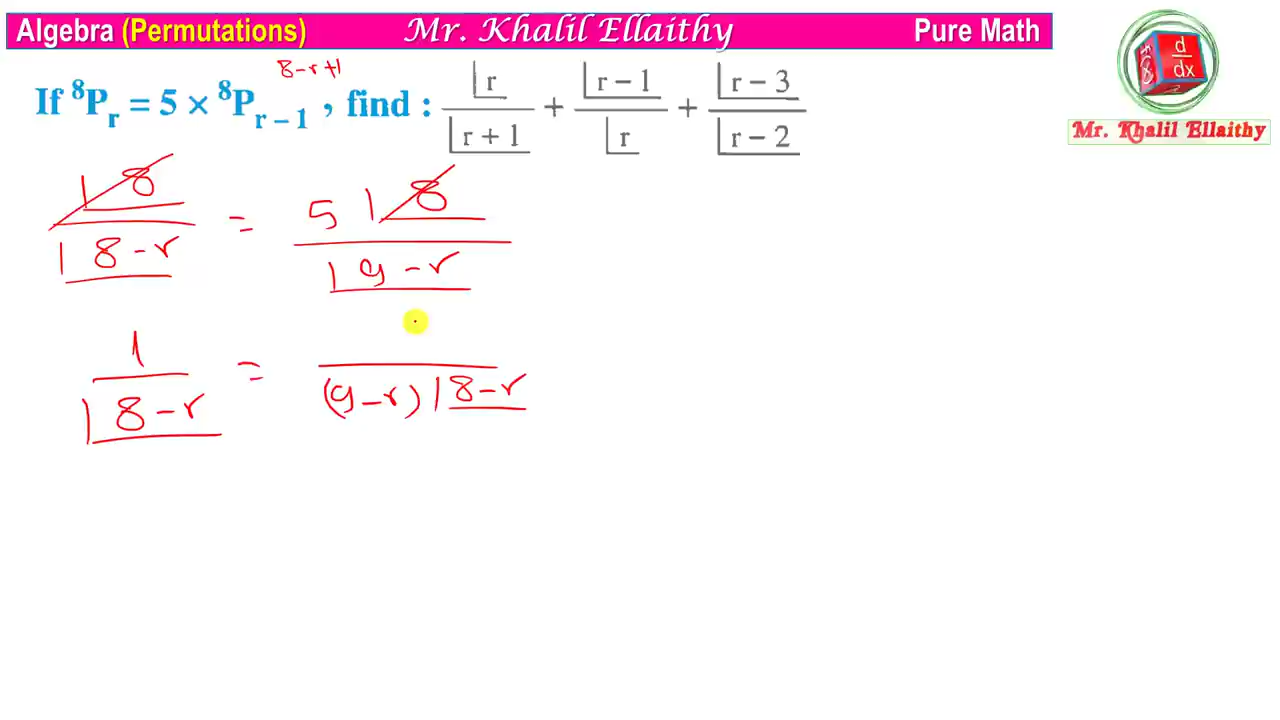 Algebra (Permutations) Mr. Khalil Ellaithy Pure Math
8-r+1
If ⁸Pᵣ = 5 × ⁸Pᵣ₋₁ , find : ⌊r / ⌊r + 1 + ⌊r − 1 / ⌊r + ⌊r − 3 / ⌊r − 2
d/dx
Mr. Khalil Ellaithy
⌊8 / ⌊8-r = 5 ⌊8 / ⌊9-r
1 / ⌊8-r = / (9-r) ⌊8-r